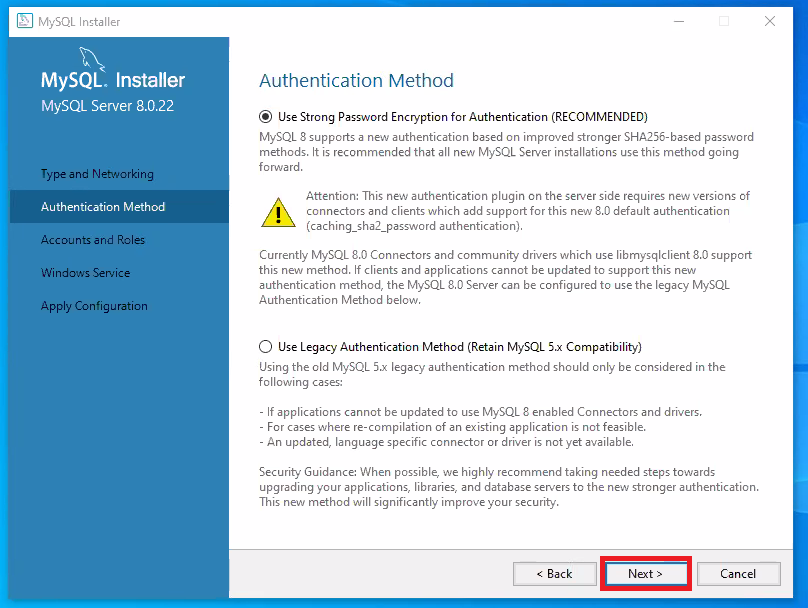 MySQL Installer
MySQL. Installer
MySQL Server 8.0.22
Type and Networking
Authentication Method
Accounts and Roles
Windows Service
Apply Configuration
Authentication Method
Use Strong Password Encryption for Authentication (RECOMMENDED)
MySQL 8 supports a new authentication based on improved stronger SHA256-based password
methods. It is recommended that all new MySQL Server installations use this method going
forward.
Attention: This new authentication plugin on the server side requires new versions of
connectors and clients which add support for this new 8.0 default authentication
(caching_sha2_password authentication).
Currently MySQL 8.0 Connectors and community drivers which use libmysqlclient 8.0 support
this new method. If clients and applications cannot be updated to support this new
authentication method, the MySQL 8.0 Server can be configured to use the legacy MySQL
Authentication Method below.
Use Legacy Authentication Method (Retain MySQL 5.x Compatibility)
Using the old MySQL 5.x legacy authentication method should only be considered in the
following cases:
- If applications cannot be updated to use MySQL 8 enabled Connectors and drivers.
- For cases where re-compilation of an existing application is not feasible.
- An updated, language specific connector or driver is not yet available.
Security Guidance: When possible, we highly recommend taking needed steps towards
upgrading your applications, libraries, and database servers to the new stronger authentication.
This new method will significantly improve your security.
< Back
Next >
Cancel